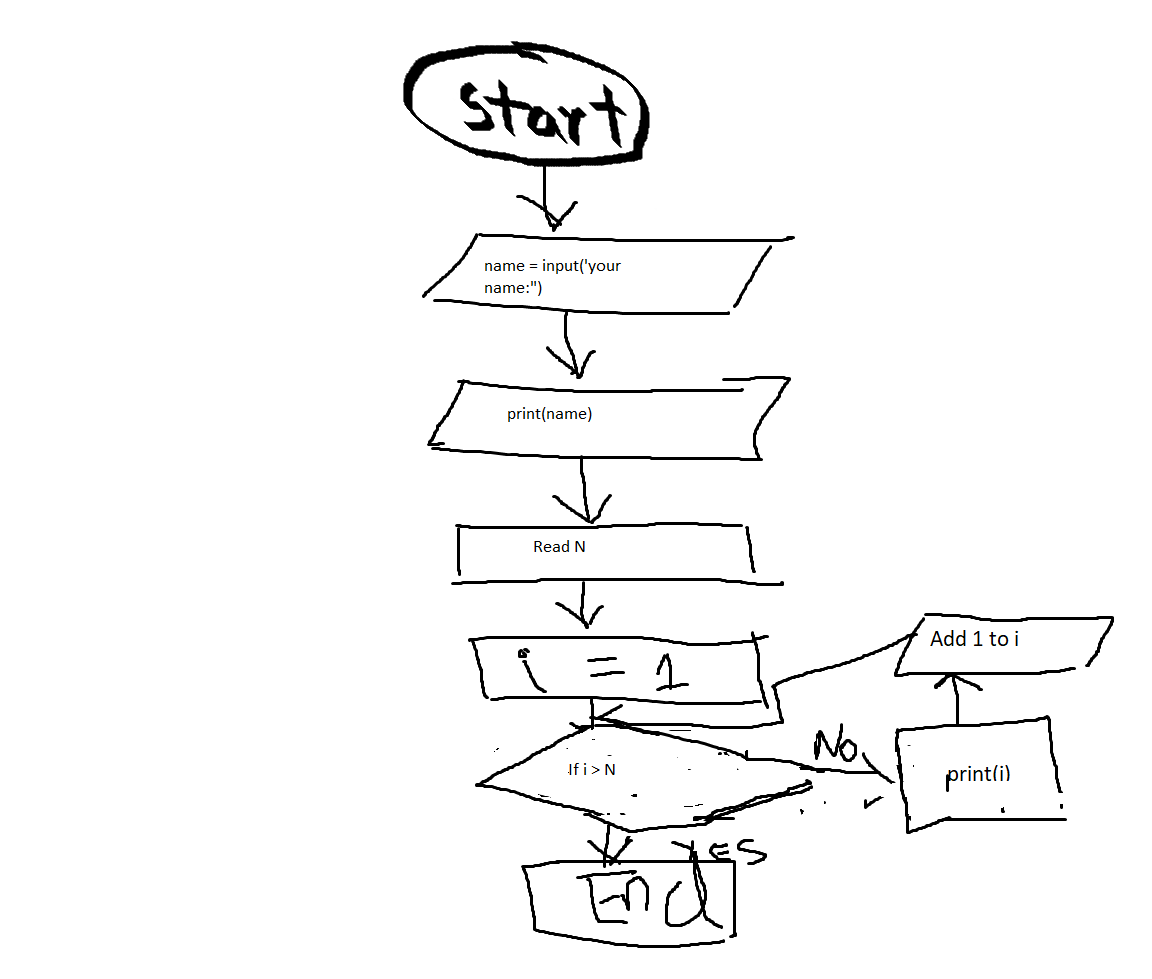 start
name = input('your
name:")
print(name)
Read N
i = 1
Add 1 to i
If i > N
No
print(i)
Yes
End